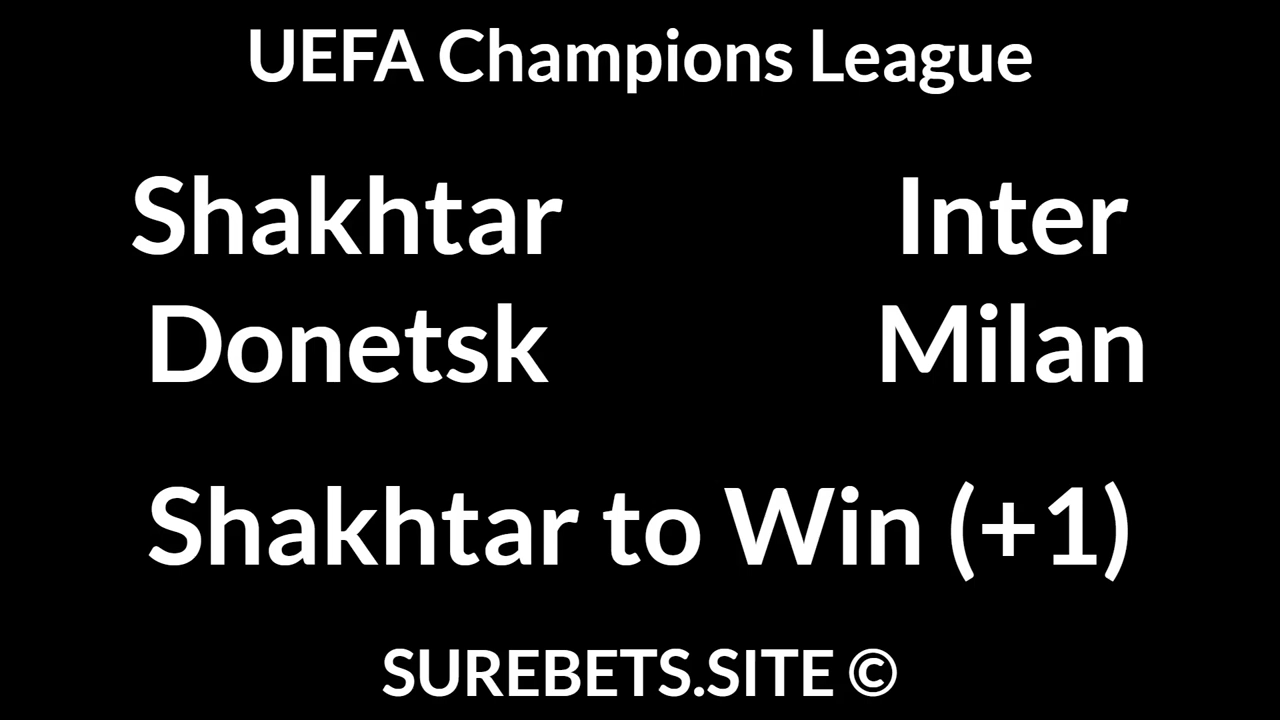 UEFA Champions League
Shakhtar Donetsk
Inter Milan
Shakhtar to Win (+1)
SUREBETS.SITE ©